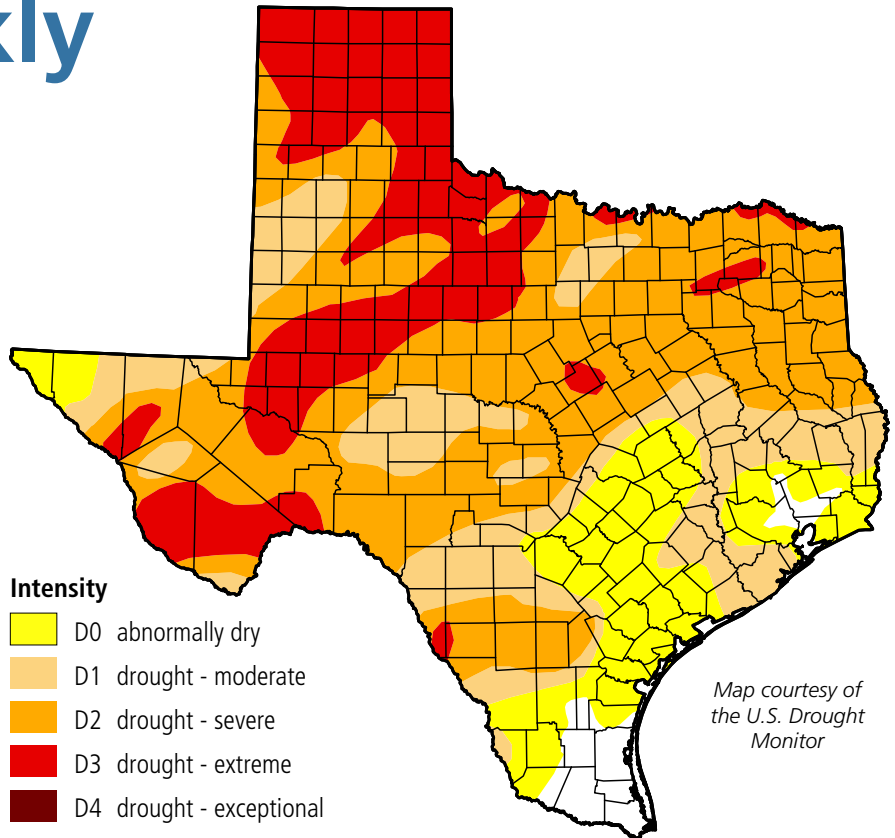 kly
Intensity
D0 abnormally dry
D1 drought - moderate
D2 drought - severe
D3 drought - extreme
D4 drought - exceptional
Map courtesy of
the U.S. Drought
Monitor